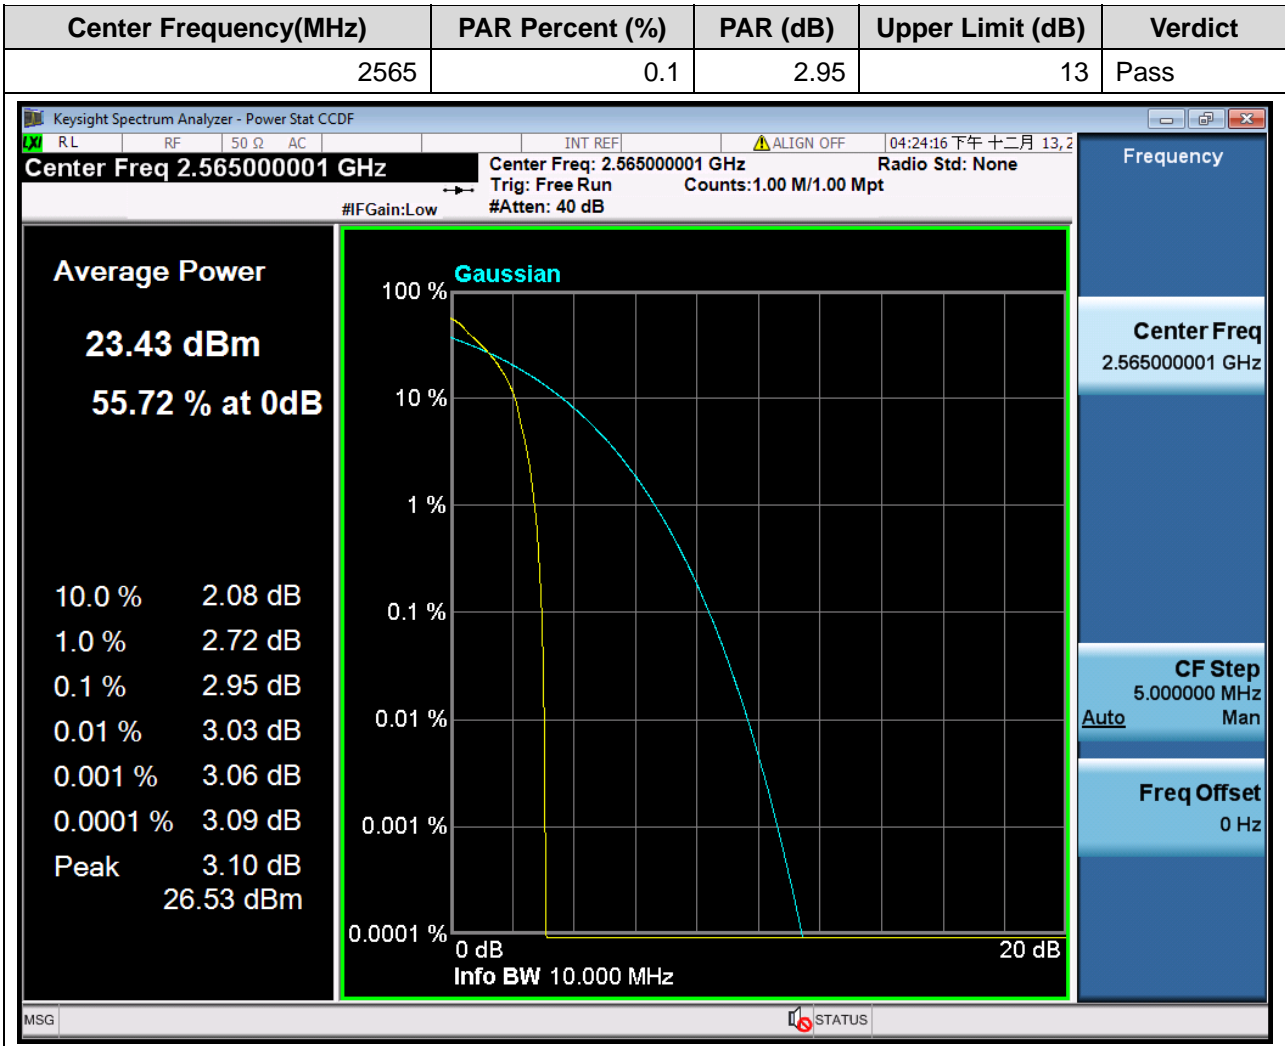 Center Frequency(MHz) PAR Percent (%) PAR (dB) Upper Limit (dB) Verdict
2565 0.1 2.95 13 Pass
Keysight Spectrum Analyzer - Power Stat CCDF
LXI RL RF 50 Ω AC INT REF ALIGN OFF 04:24:16 下午 十二月 13, 2
Center Freq 2.565000001 GHz
Center Freq: 2.565000001 GHz Radio Std: None
Trig: Free Run Counts:1.00 M/1.00 Mpt
#IFGain:Low #Atten: 40 dB
Average Power
23.43 dBm
55.72 % at 0dB
10.0 % 2.08 dB
1.0 % 2.72 dB
0.1 % 2.95 dB
0.01 % 3.03 dB
0.001 % 3.06 dB
0.0001 % 3.09 dB
Peak 3.10 dB
26.53 dBm
Gaussian
100 %
10 %
1 %
0.1 %
0.01 %
0.001 %
0.0001 %
0 dB 20 dB
Info BW 10.000 MHz
Frequency
Center Freq
2.565000001 GHz
CF Step
5.000000 MHz
Auto Man
Freq Offset
0 Hz
MSG STATUS